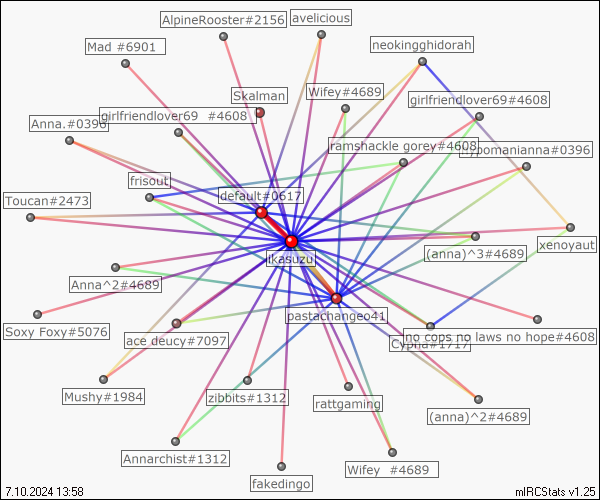 AlpineRooster#2156
avelicious
Mad #6901
neokingghidorah
Skalman
Wifey#4689
girlfriendlover69#4608
girlfriendlover69 #4608
Anna.#0396
ramshackle gorey#4608
#0396
frisout
default#0617
Toucan#2473
xenoyaut
(anna)^3#4689
ikasuzu
Anna^2#4689
pastachangeo41
Soxy Foxy#5076
no cops no laws no hope#4608
ace deucy#7097
Mushy#1984
zibbits#1312
rattgaming
(anna)^2#4689
Annarchist#1312
Wifey #4689
fakedingo
7.10.2024 13:58
mIRCStats v1.25